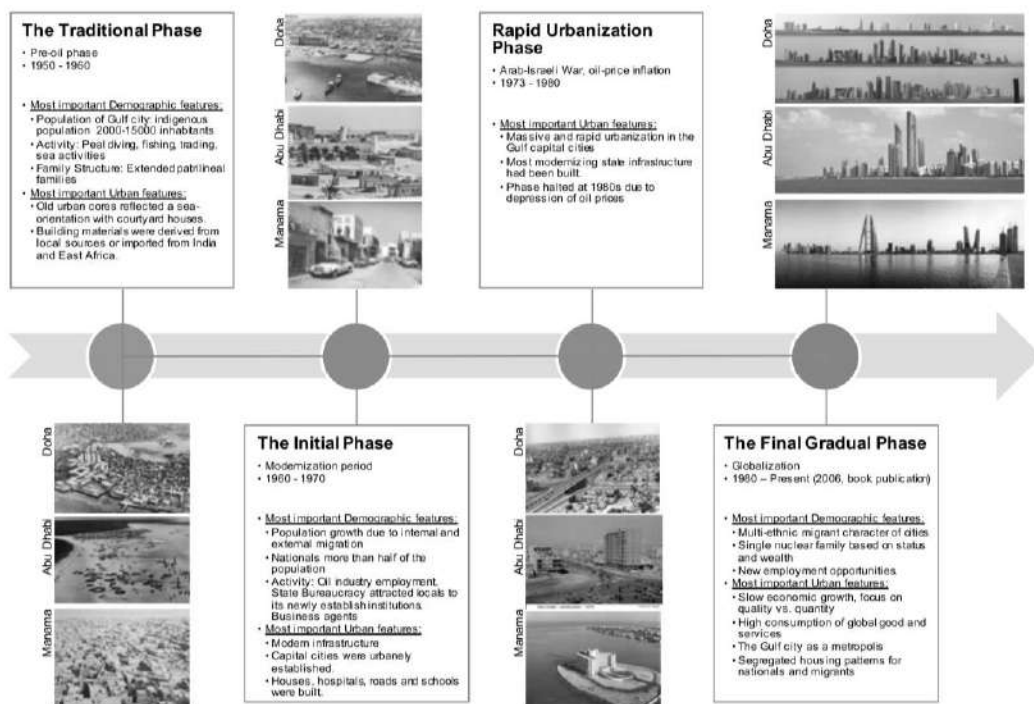 The Traditional Phase
• Pre-oil phase
• 1950 - 1960
• Most important Demographic features:
• Population of Gulf city: indigenous
population 2000-15000 inhabitants
• Activity: Peal diving, fishing, trading,
sea activities
• Family Structure: Extended patrilineal
families
• Most important Urban features:
• Old urban cores reflected a sea-
orientation with courtyard houses.
• Building materials were derived from
local sources or imported from India
and East Africa.
Doha
Abu Dhabi
Manama
Rapid Urbanization
Phase
• Arab-Israeli War, oil-price inflation
• 1973 - 1980
• Most important Urban features:
• Massive and rapid urbanization in the
Gulf capital cities
• Most modernizing state infrastructure
had been built.
• Phase halted at 1980s due to
depression of oil prices
Doha
Abu Dhabi
Manama
Doha
Abu Dhabi
Manama
The Initial Phase
• Modernization period
• 1960 - 1970
• Most important Demographic features:
• Population growth due to internal and
external migration
• Nationals more than half of the
population
• Activity: Oil industry employment,
State Bureaucracy attracted locals to
its newly establish institutions.
Business agents
• Most important Urban features:
• Modern infrastructure
• Capital cities were urbanely
established.
• Houses, hospitals, roads and schools
were built.
Doha
Abu Dhabi
Manama
The Final Gradual Phase
• Globalization
• 1980 – Present (2006, book publication)
• Most important Demographic features:
• Multi-ethnic migrant character of cities
• Single nuclear family based on status
and wealth
• New employment opportunities.
• Most important Urban features:
• Slow economic growth, focus on
quality vs. quantity
• High consumption of global good and
services
• The Gulf city as a metropolis
• Segregated housing patterns for
nationals and migrants